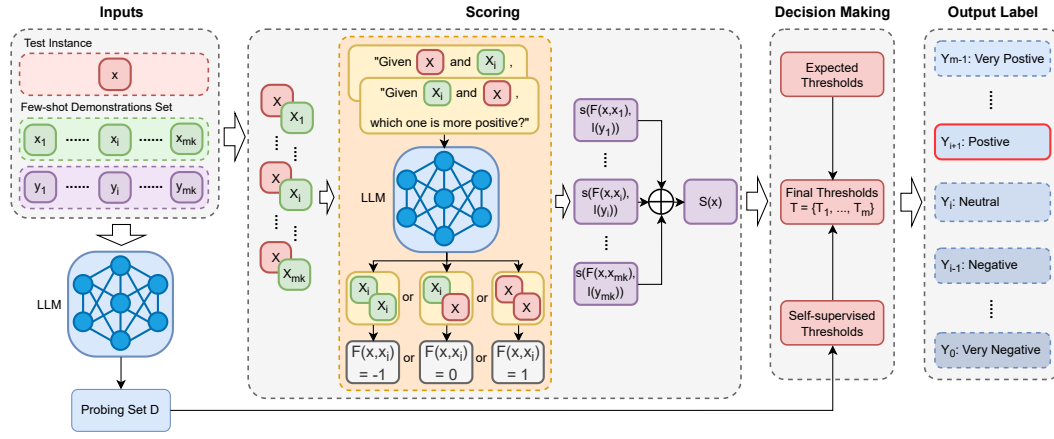 Inputs
Test Instance
x
Few-shot Demonstrations Set
x1 ...... xi ...... xmk
y1 ...... yi ...... ymk
LLM
Probing Set D
Scoring
x
x1
x
xi
x
xmk
"Given x and xi ,
"Given xi and x ,
which one is more positive?"
LLM
xi xi or xi x or x x
F(x,xi) = -1 or F(x,xi) = 0 or F(x,xi) = 1
s(F(x,x1),
l(y1))
s(F(x,xi),
l(yi))
s(F(x,xmk),
l(ymk))
S(x)
Decision Making
Expected
Thresholds
Final Thresholds
T = {T1, ..., Tm}
Self-supervised
Thresholds
Output Label
Ym-1: Very Postive
Yi+1: Postive
Yi: Neutral
Yi-1: Negative
Y0: Very Negative